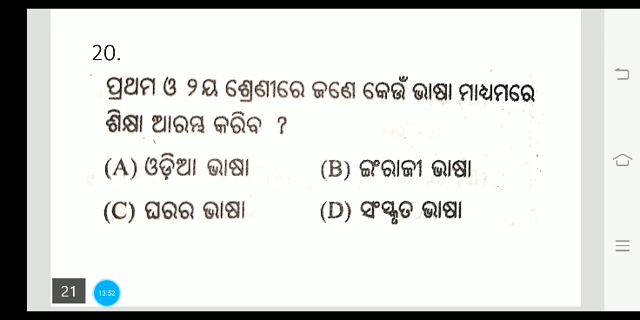 20.
ପ୍ରଥମ ଓ ୨ୟ ଶ୍ରେଣୀରେ ଜଣେ କେଉଁ ଭାଷା ମାଧ୍ୟମରେ
ଶିକ୍ଷା ଆରମ୍ଭ କରିବ ?
(A) ଓଡ଼ିଆ ଭାଷା (B) ଇଂରାଜୀ ଭାଷା
(C) ଘରର ଭାଷା (D) ସଂସ୍କୃତ ଭାଷା
21 13:52